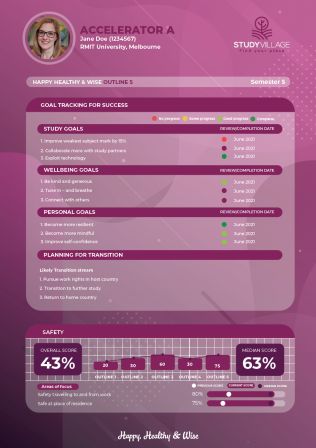 ACCELERATOR A
Jane Doe (1234567)
RMIT University, Melbourne
STUDYVILLAGE
Find your place
HAPPY HEALTHY & WISE OUTLINE 5
Semester 5
GOAL TRACKING FOR SUCCESS
No progress
Some progress
Good progress
Complete
STUDY GOALS
REVIEW/COMPLETION DATE
1. Improve weakest subject mark by 15%
June 2021
2. Collaborate more with study partners
June 2021
3. Exploit technology
June 2021
WELLBEING GOALS
REVIEW/COMPLETION DATE
1. Be kind and generous
June 2021
2. Tune in – and breathe
June 2021
3. Connect with others
June 2021
PERSONAL GOALS
REVIEW/COMPLETION DATE
1. Become more resilient
June 2021
2. Become more mindful
June 2021
3. Improve self-confidence
June 2021
PLANNING FOR TRANSITION
Likely Transition stream
1. Pursue work rights in host country
2. Transition to further study
3. Return to home country
SAFETY
OVERALL SCORE
43%
20
30
60
30
75
OUTLINE 1
OUTLINE 2
OUTLINE 3
OUTLINE 4
OUTLINE 5
MEDIAN SCORE
63%
Areas of focus
PREVIOUS SCORE
CURRENT SCORE
MEDIAN SCORE
Safety travelling to and from work
80%
Safe at place of residence
75%
Happy, Healthy & Wise